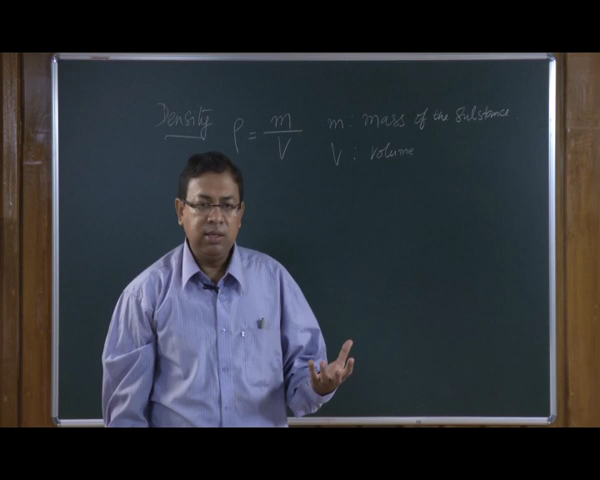 Density ρ = m/V m : mass of the substance
V : volume